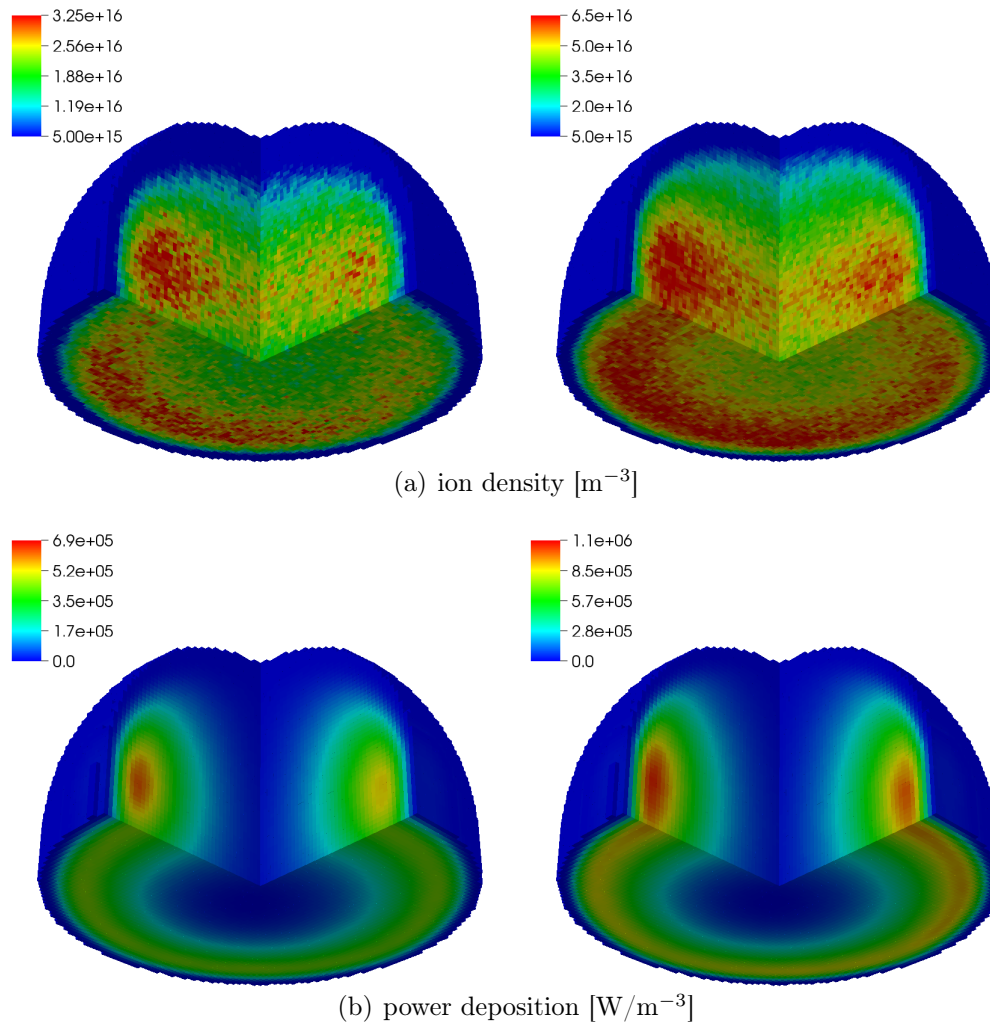 3.25e+16
2.56e+16
1.88e+16
1.19e+16
5.00e+15
6.5e+16
5.0e+16
3.5e+16
2.0e+16
5.0e+15
(a) ion density [m⁻³]
6.9e+05
5.2e+05
3.5e+05
1.7e+05
0.0
1.1e+06
8.5e+05
5.7e+05
2.8e+05
0.0
(b) power deposition [W/m⁻³]